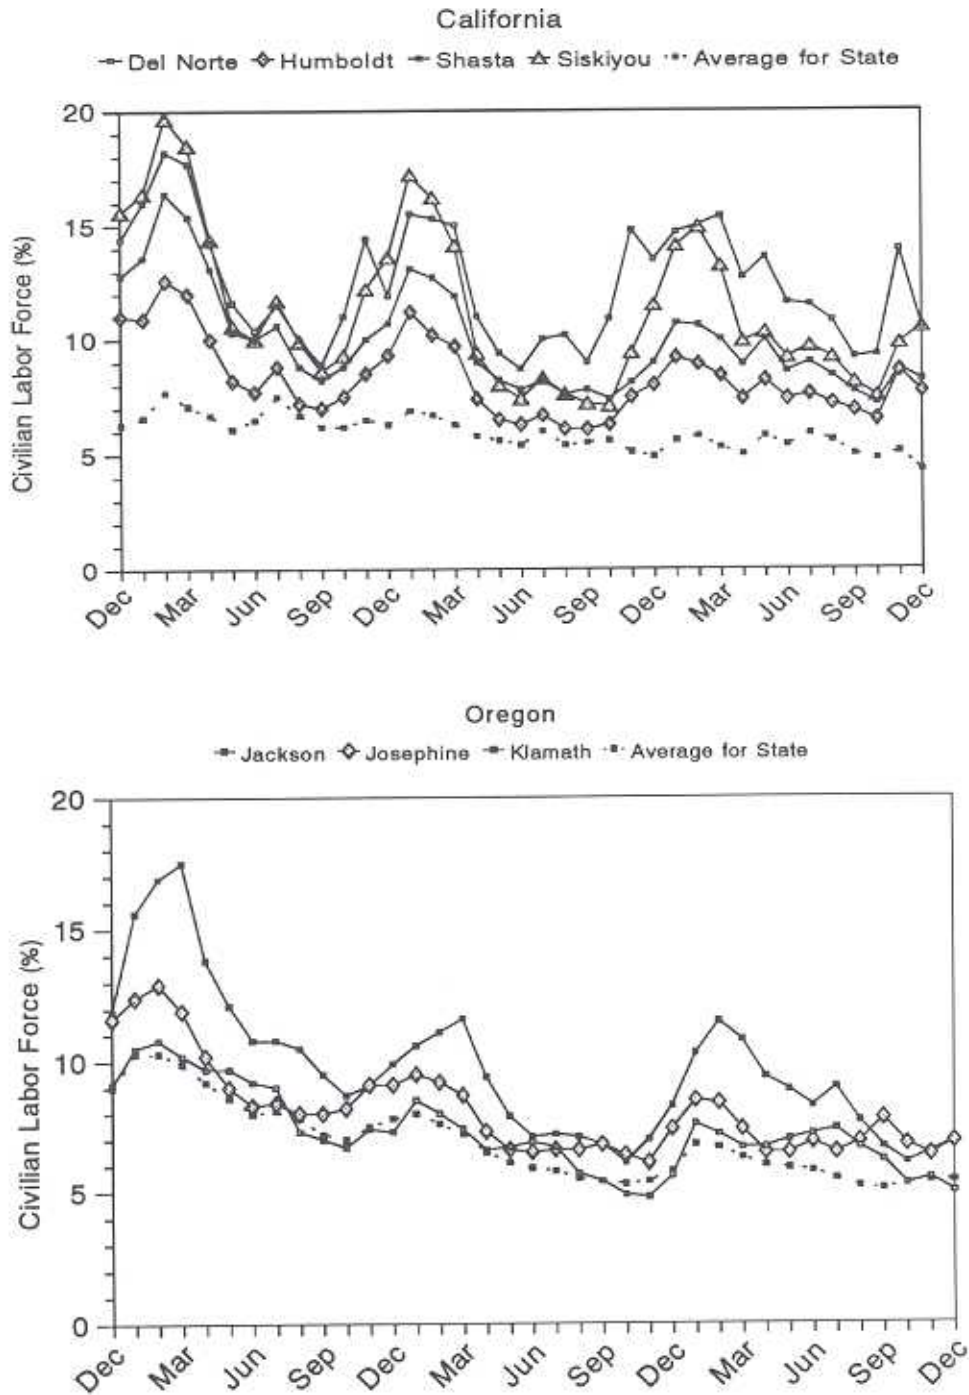 California
Del Norte Humboldt Shasta Siskiyou Average for State
Civilian Labor Force (%)
20
15
10
5
0
Dec Mar Jun Sep Dec Mar Jun Sep Dec Mar Jun Sep Dec
Oregon
Jackson Josephine Klamath Average for State
Civilian Labor Force (%)
20
15
10
5
0
Dec Mar Jun Sep Dec Mar Jun Sep Dec Mar Jun Sep Dec